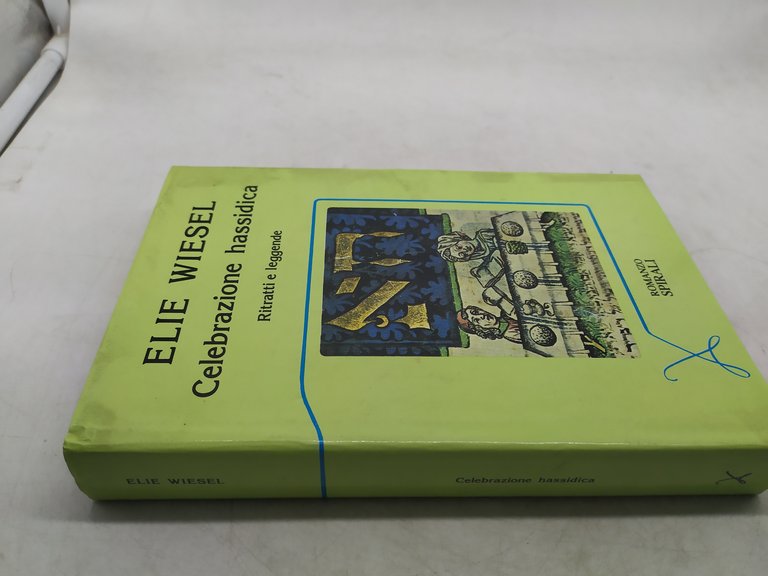 ELIE WIESEL
Celebrazione hassidica
Ritratti e leggende
ROMANZO
SPIRALI
ELIE WIESEL
Celebrazione hassidica